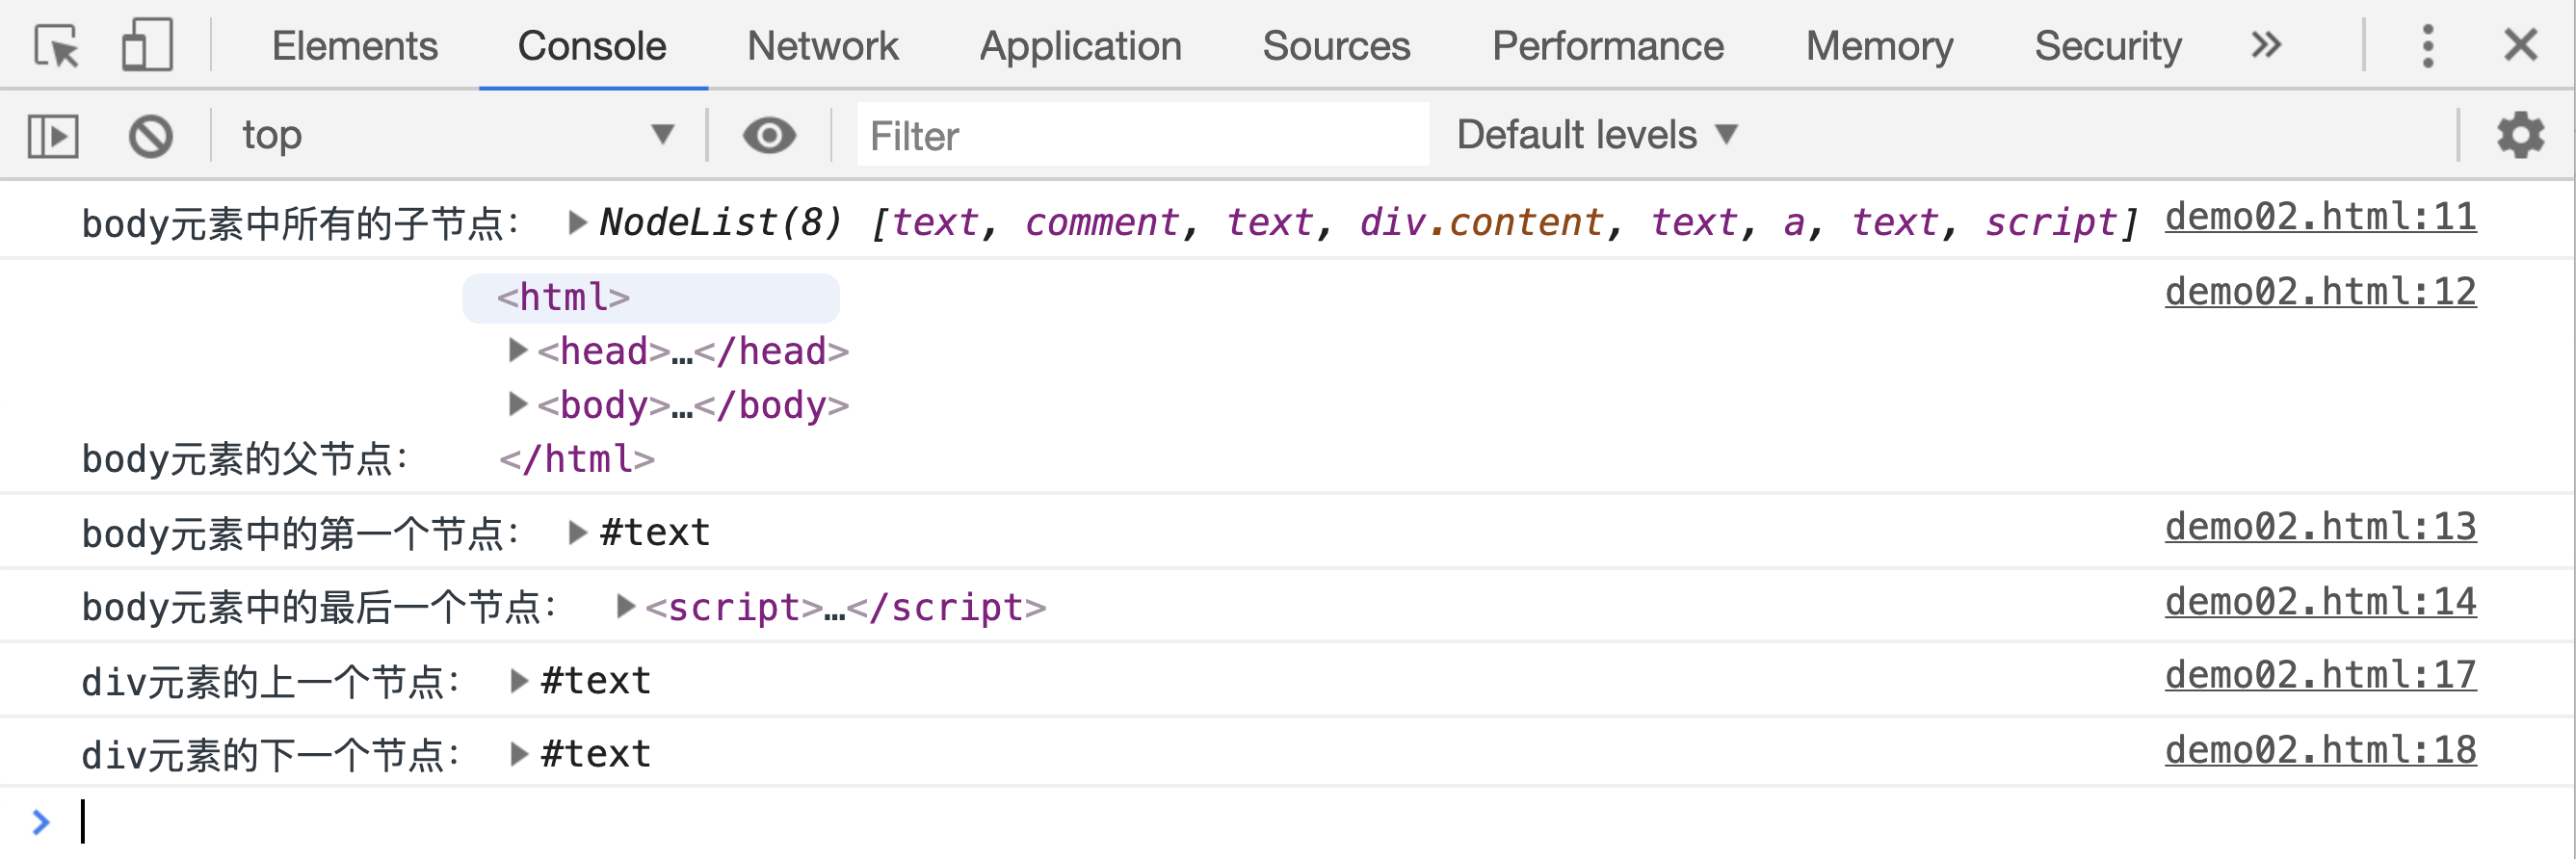 Elements Console Network Application Sources Performance Memory Security
top Filter Default levels
body元素中所有的子节点： NodeList(8) [text, comment, text, div.content, text, a, text, script] demo02.html:11
<html> demo02.html:12
<head>…</head>
<body>…</body>
body元素的父节点： </html>
body元素中的第一个节点： #text demo02.html:13
body元素中的最后一个节点： <script>…</script> demo02.html:14
div元素的上一个节点： #text demo02.html:17
div元素的下一个节点： #text demo02.html:18